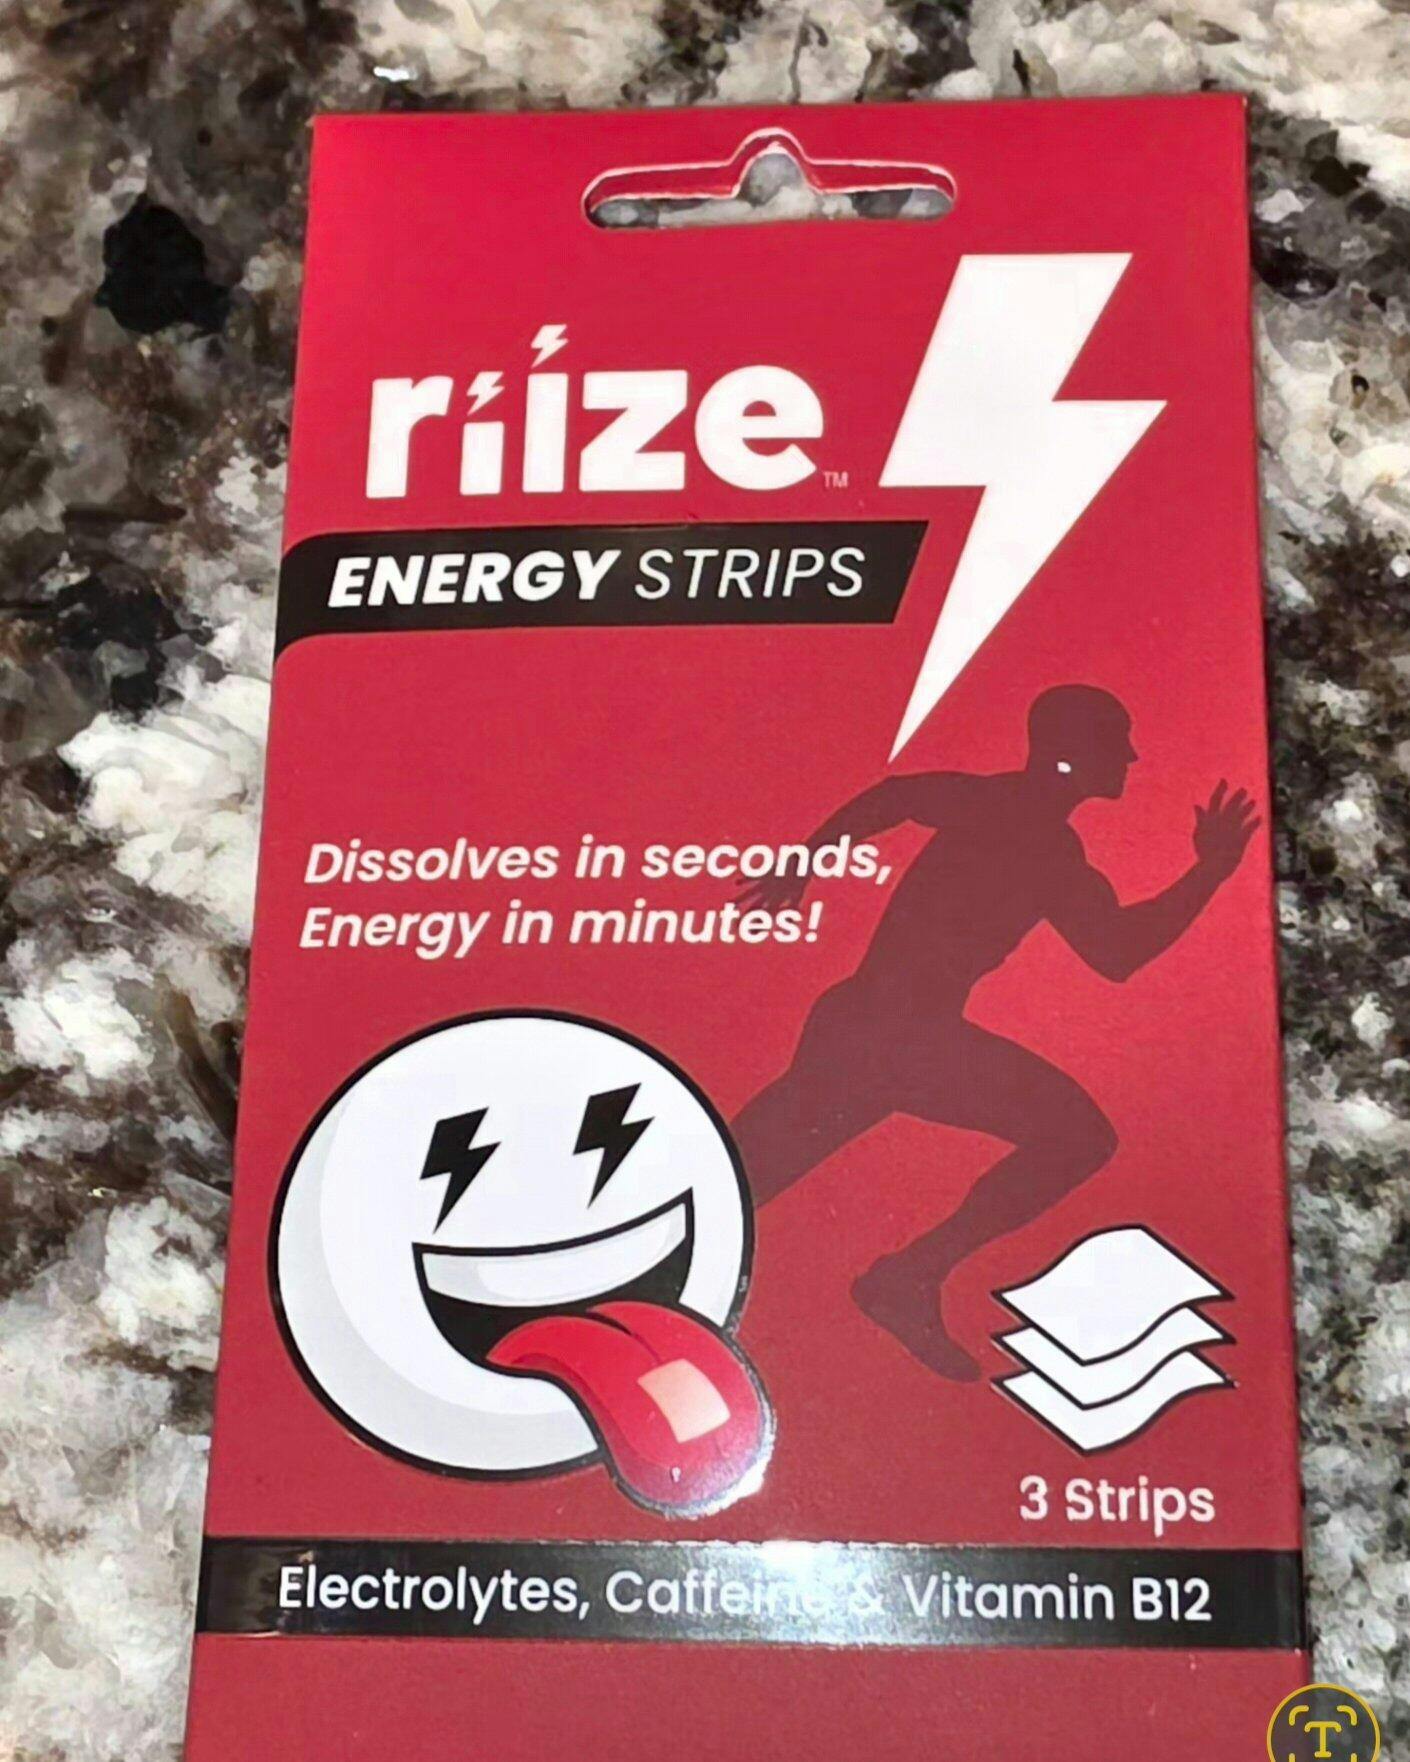 riize TM
ENERGY STRIPS
Dissolves in seconds,
Energy in minutes!
3 Strips
Electrolytes, Caffeine & Vitamin B12
T